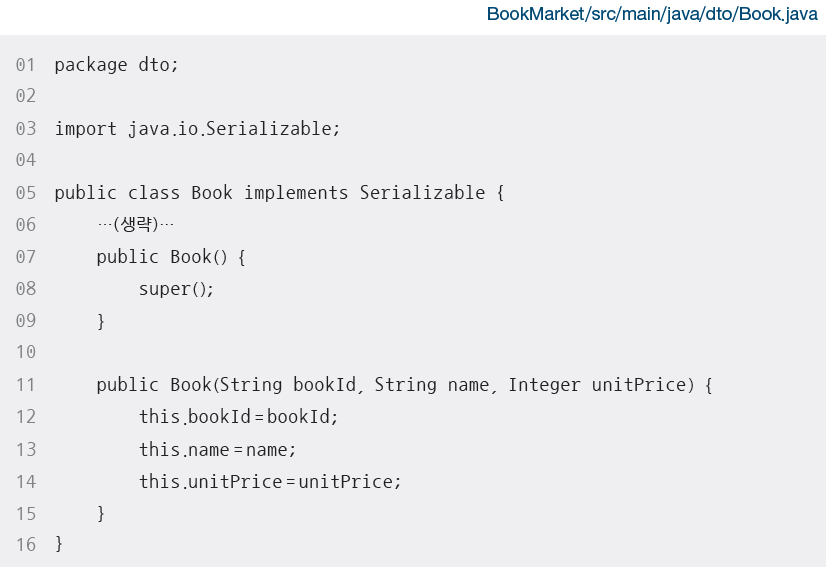 BookMarket/src/main/java/dto/Book.java
01 package dto;
02
03 import java.io.Serializable;
04
05 public class Book implements Serializable {
06 …(생략)…
07 public Book() {
08 super();
09 }
10
11 public Book(String bookId, String name, Integer unitPrice) {
12 this.bookId=bookId;
13 this.name=name;
14 this.unitPrice=unitPrice;
15 }
16 }